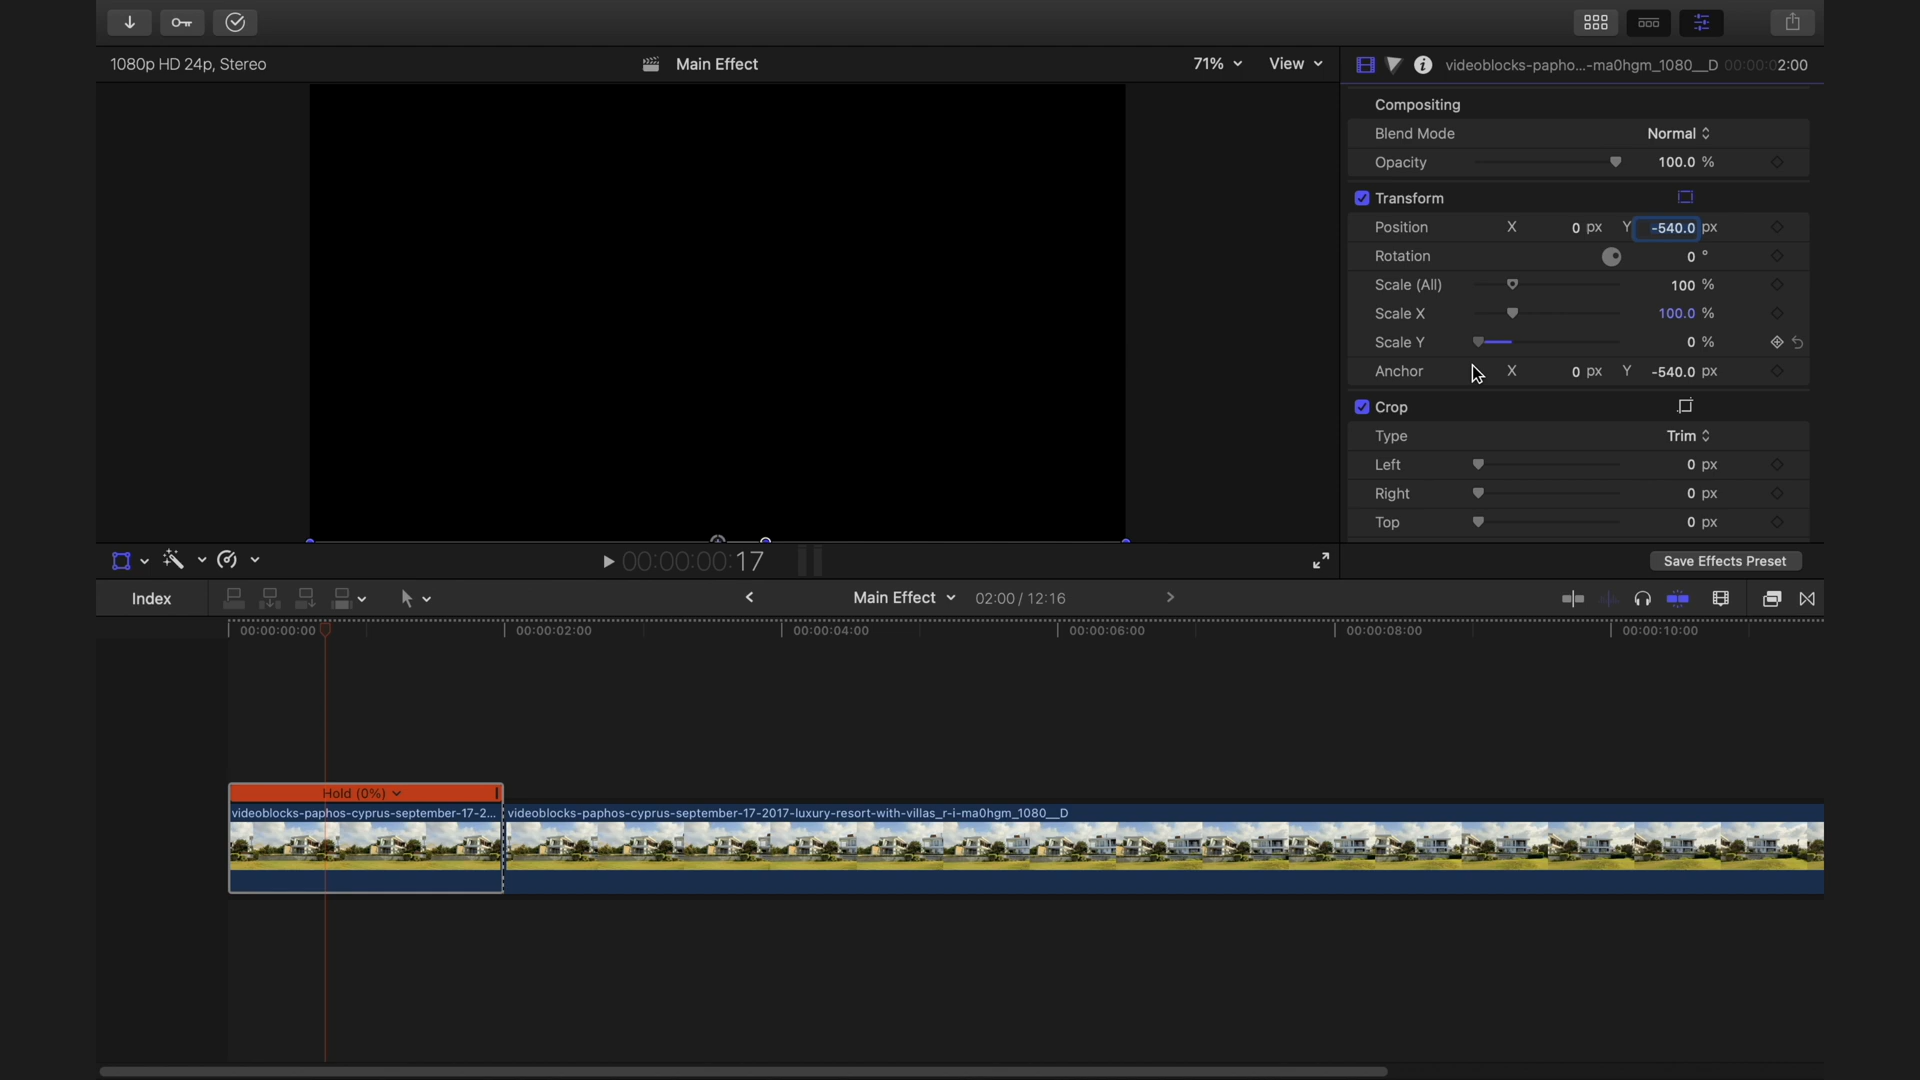 1080p HD 24p, Stereo
Main Effect
71%
View
videoblocks-papho...-ma0hgm_1080__D
00:00:02:00
Compositing
Blend Mode
Normal
Opacity
100.0 %
Transform
Position X 0 px Y -540.0 px
Rotation 0 °
Scale (All) 100 %
Scale X 100.0 %
Scale Y 0 %
Anchor X 0 px Y -540.0 px
Crop
Type Trim
Left 0 px
Right 0 px
Top 0 px
00:00:00:17
Save Effects Preset
Index
Main Effect
02:00 / 12:16
00:00:00:00
00:00:02:00
00:00:04:00
00:00:06:00
00:00:08:00
00:00:10:00
Hold (0%)
videoblocks-paphos-cyprus-september-17-2...
videoblocks-paphos-cyprus-september-17-2017-luxury-resort-with-villas_r-i-ma0hgm_1080__D